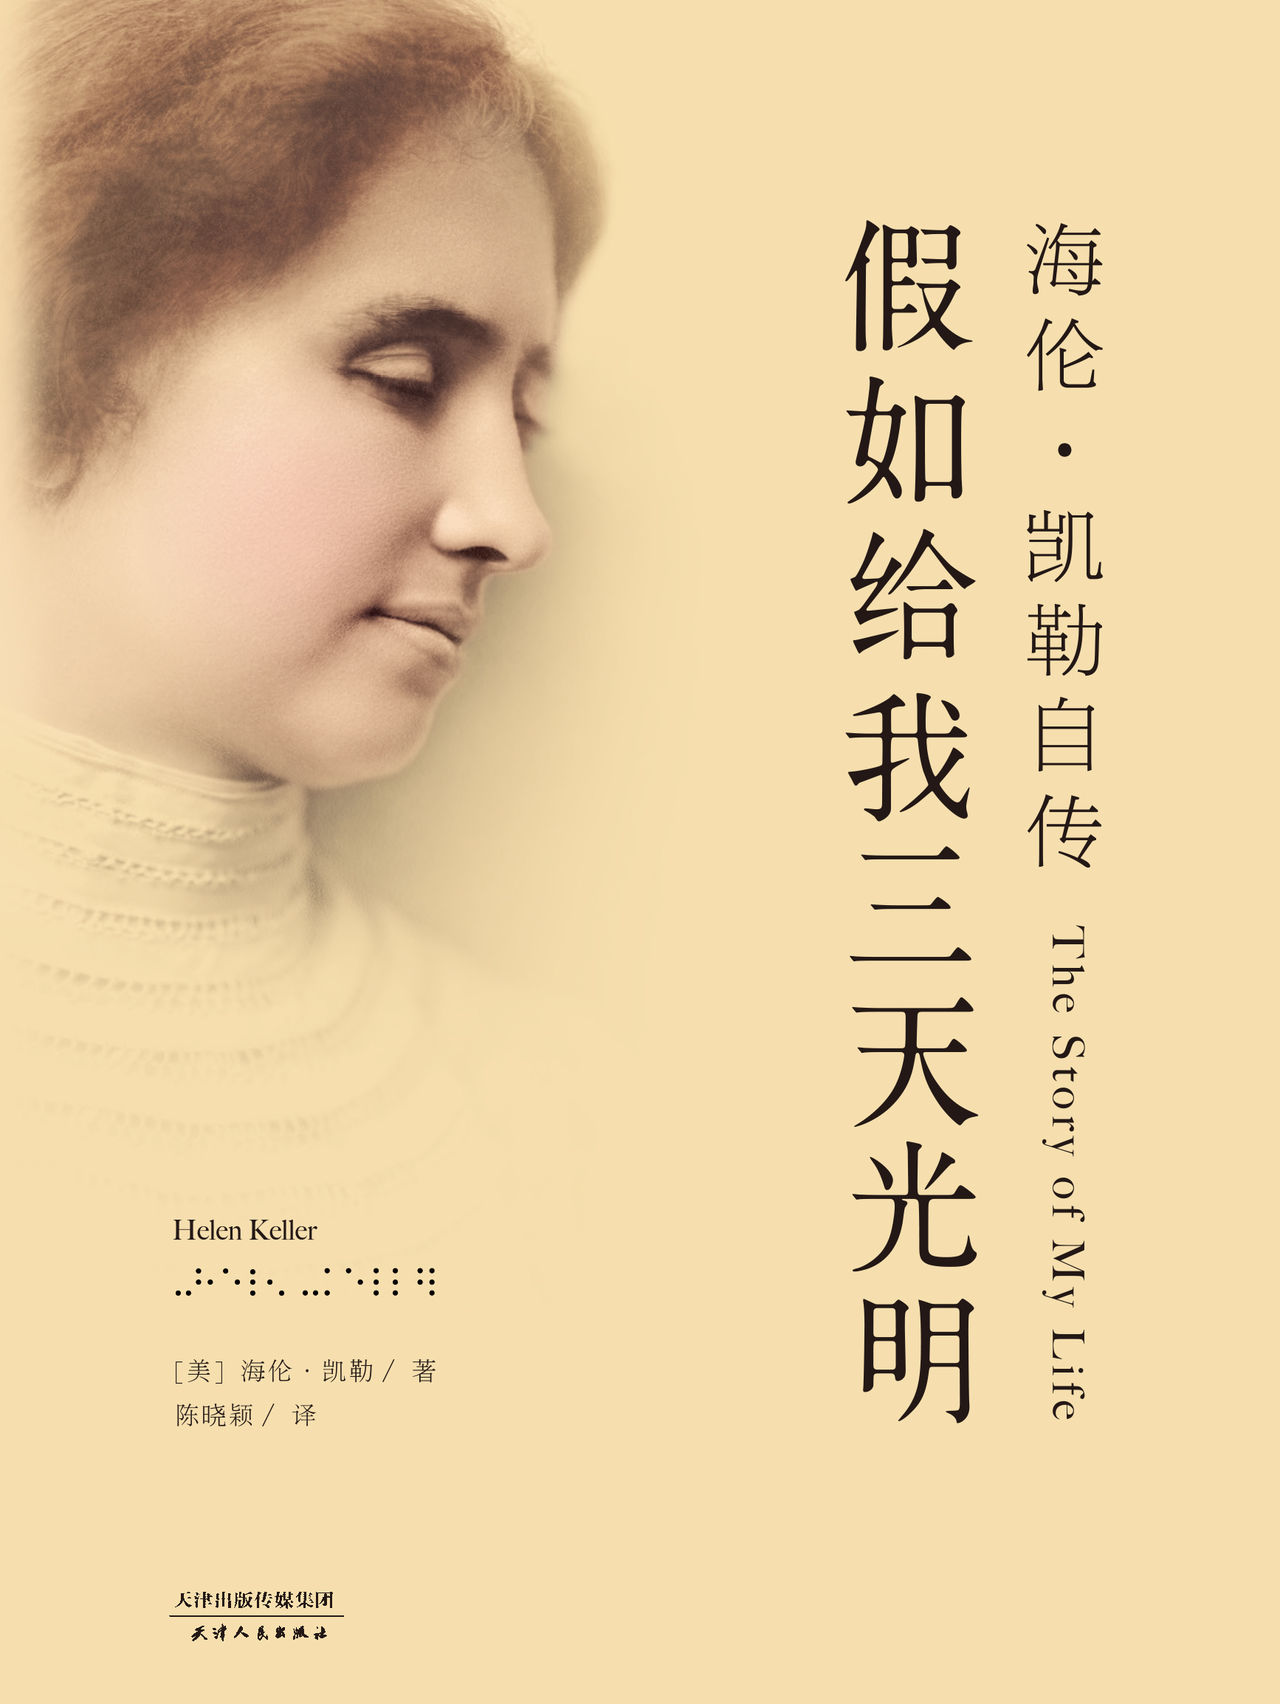 海伦·凯勒自传 The Story of My Life
假如给我三天光明
Helen Keller
⠠⠓⠑⠇⠢ ⠠⠅⠑⠇⠇⠻
[美] 海伦·凯勒/ 著
陈晓颖/ 译
天津出版传媒集团
天津人民出版社